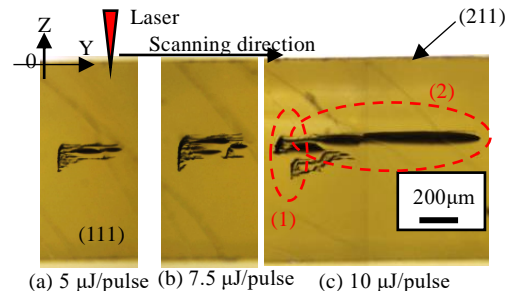 Laser
Z
Y
0
Scanning direction
(211)
(2)
(1)
(111)
200μm
(a) 5 μJ/pulse
(b) 7.5 μJ/pulse
(c) 10 μJ/pulse